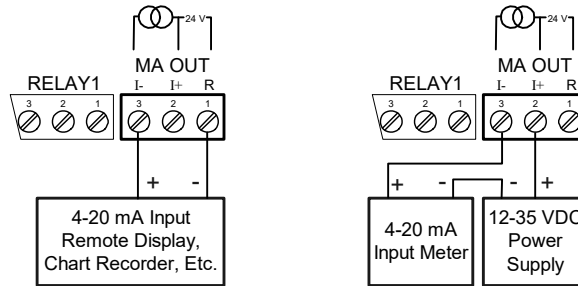 24 V
MA OUT
RELAY1
I- I+ R
3 2 1
3 2 1
+ -
4-20 mA Input
Remote Display,
Chart Recorder, Etc.
24 V
MA OUT
RELAY1
I- I+ R
3 2 1
3 2 1
+ - - +
4-20 mA
Input Meter
12-35 VDC
Power
Supply